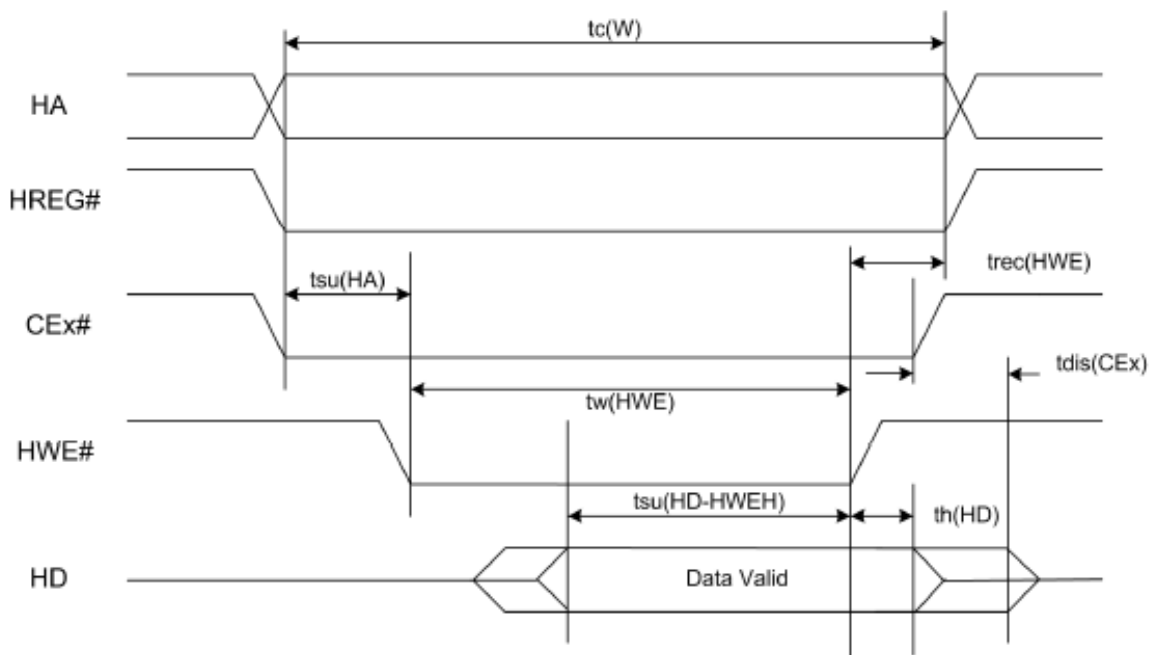 tc(W)
HA
HREG#
trec(HWE)
tsu(HA)
CEx#
tdis(CEx)
tw(HWE)
HWE#
tsu(HD-HWEH)
th(HD)
HD
Data Valid